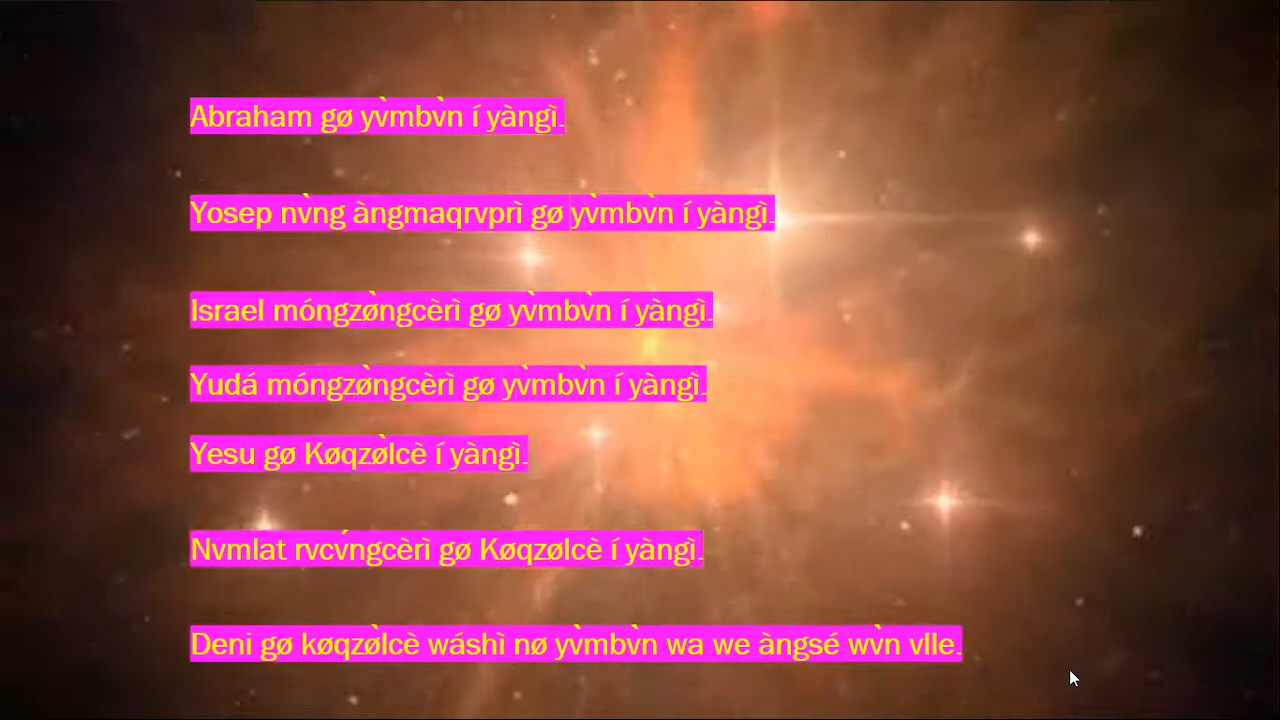 Abraham gø yv̀mbv̀n í yàngì.
Yosep nv̀ng àngmaqrvprì gø yv̀mbv̀n í yàngì.
Israel móngzø̀ngcèrì gø yv̀mbv̀n í yàngì.
Yudá móngzø̀ngcèrì gø yv̀mbv̀n í yàngì.
Yesu gø Køqzø̀lcè í yàngì.
Nvmlat rvcv́ngcèrì gø Køqzølcè í yàngì.
Deni gø køqzø̀lcè wáshì nø yv̀mbv̀n wa we àngsé wv̀n vlle.